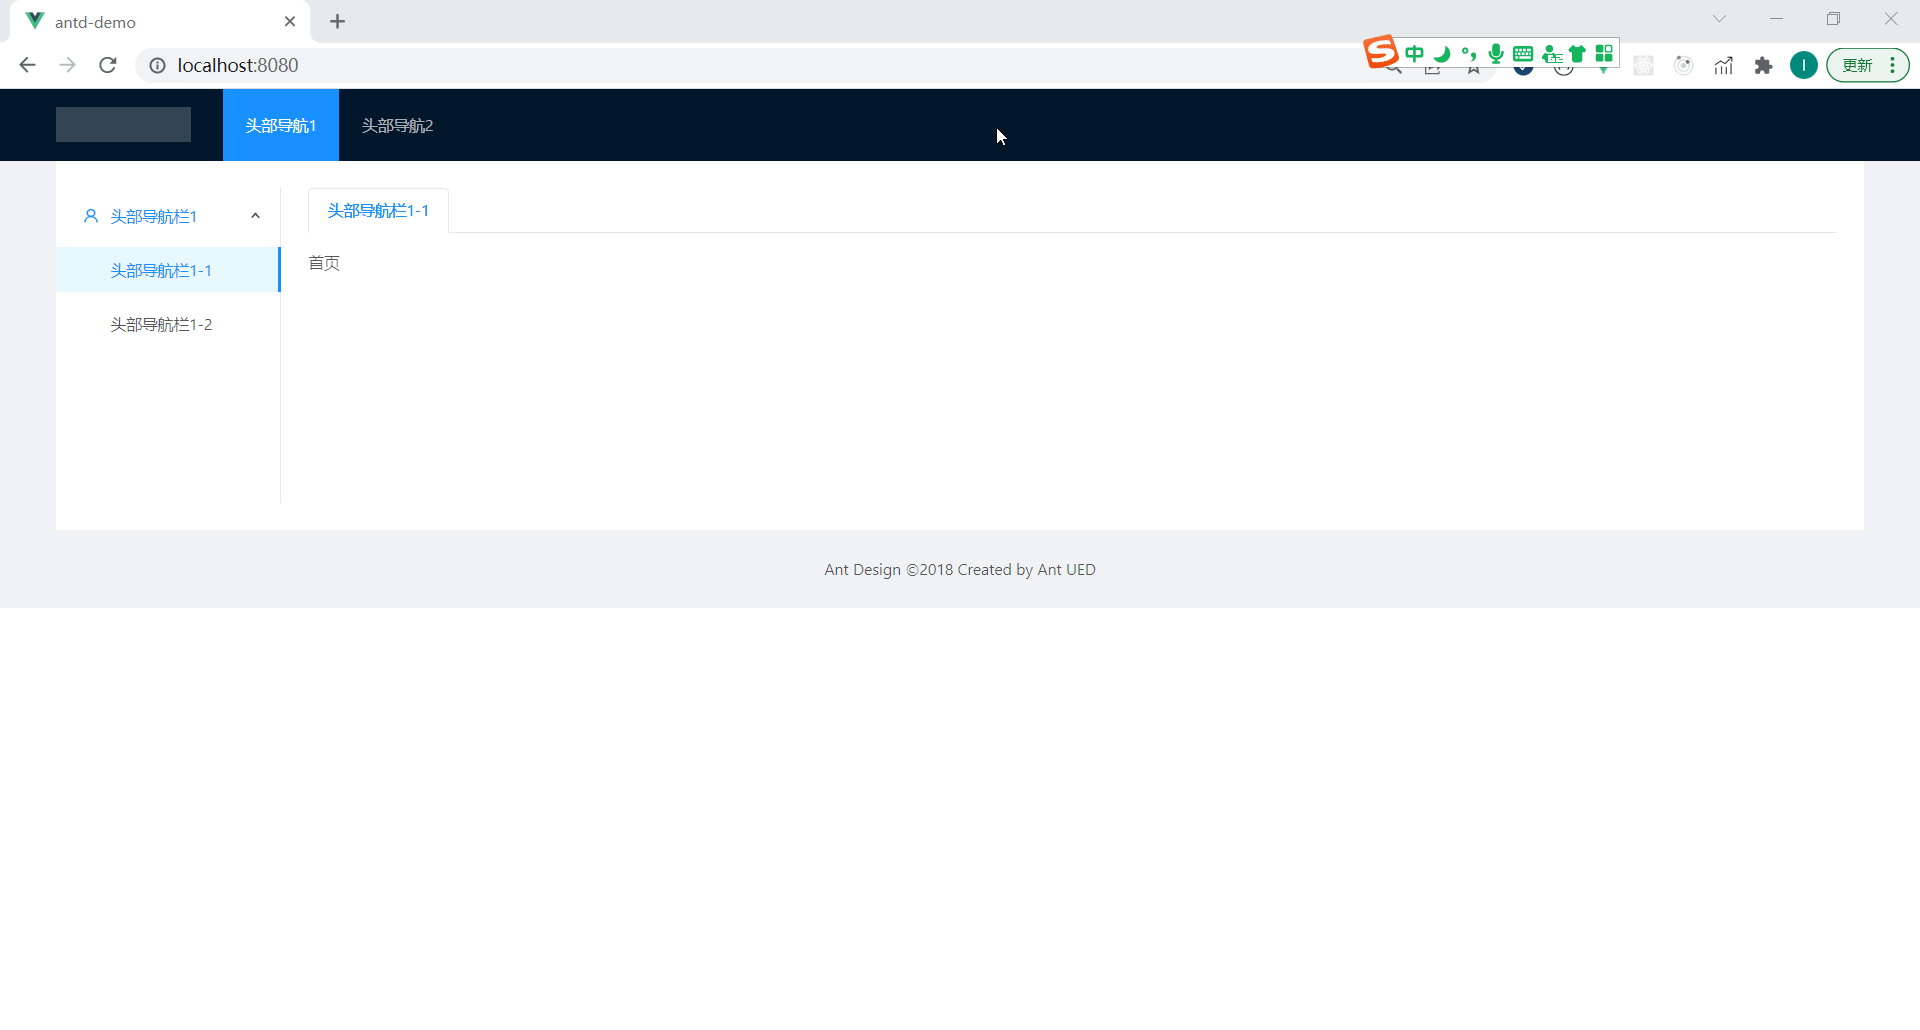 antd-demo
localhost:8080
中
更新
I
头部导航1
头部导航2
头部导航栏1
头部导航栏1-1
头部导航栏1-2
头部导航栏1-1
首页
Ant Design ©2018 Created by Ant UED